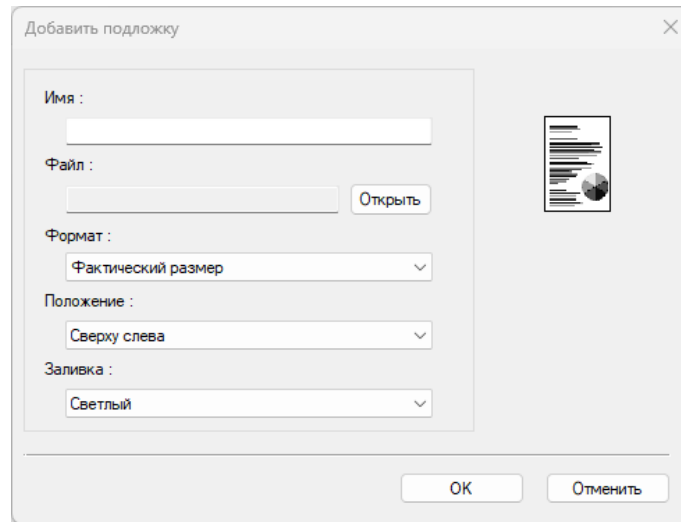 Добавить подложку
Имя :
Файл :
Открыть
Формат :
Фактический размер
Положение :
Сверху слева
Заливка :
Светлый
OK
Отменить